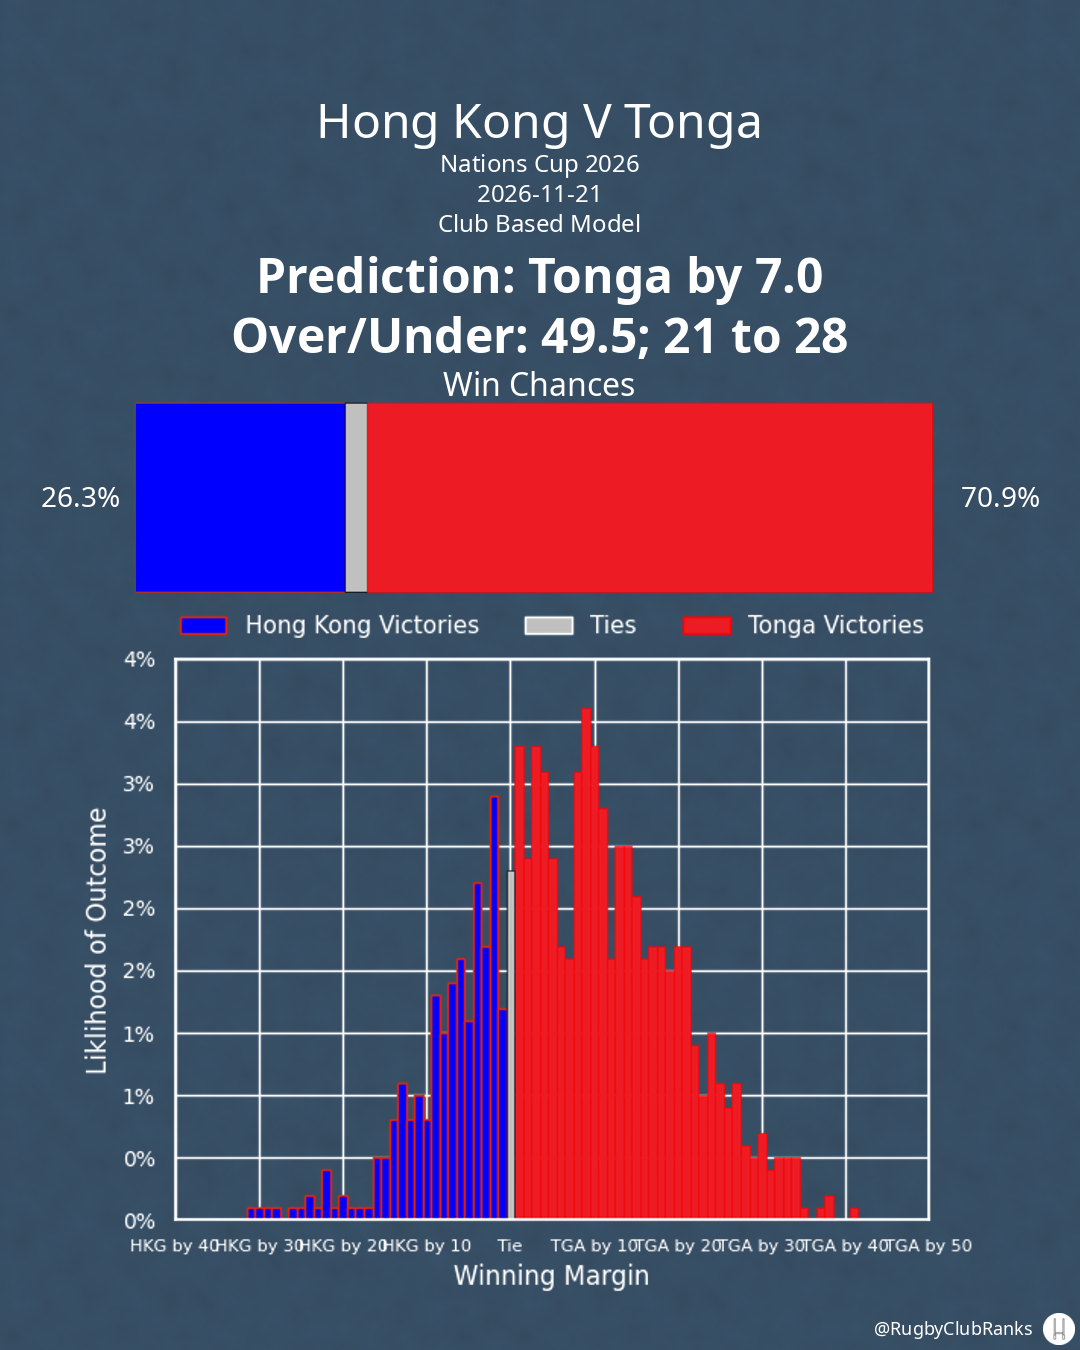 Hong Kong V Tonga
Nations Cup 2026
2026-11-21
Club Based Model
Prediction: Tonga by 7.0
Over/Under: 49.5; 21 to 28
Win Chances
26.3%
70.9%
Hong Kong Victories
Ties
Tonga Victories
4%
4%
3%
3%
2%
2%
1%
1%
0%
0%
Liklihood of Outcome
HKG by 40
HKG by 30
HKG by 20
HKG by 10
Tie
TGA by 10
TGA by 20
TGA by 30
TGA by 40
TGA by 50
Winning Margin
@RugbyClubRanks